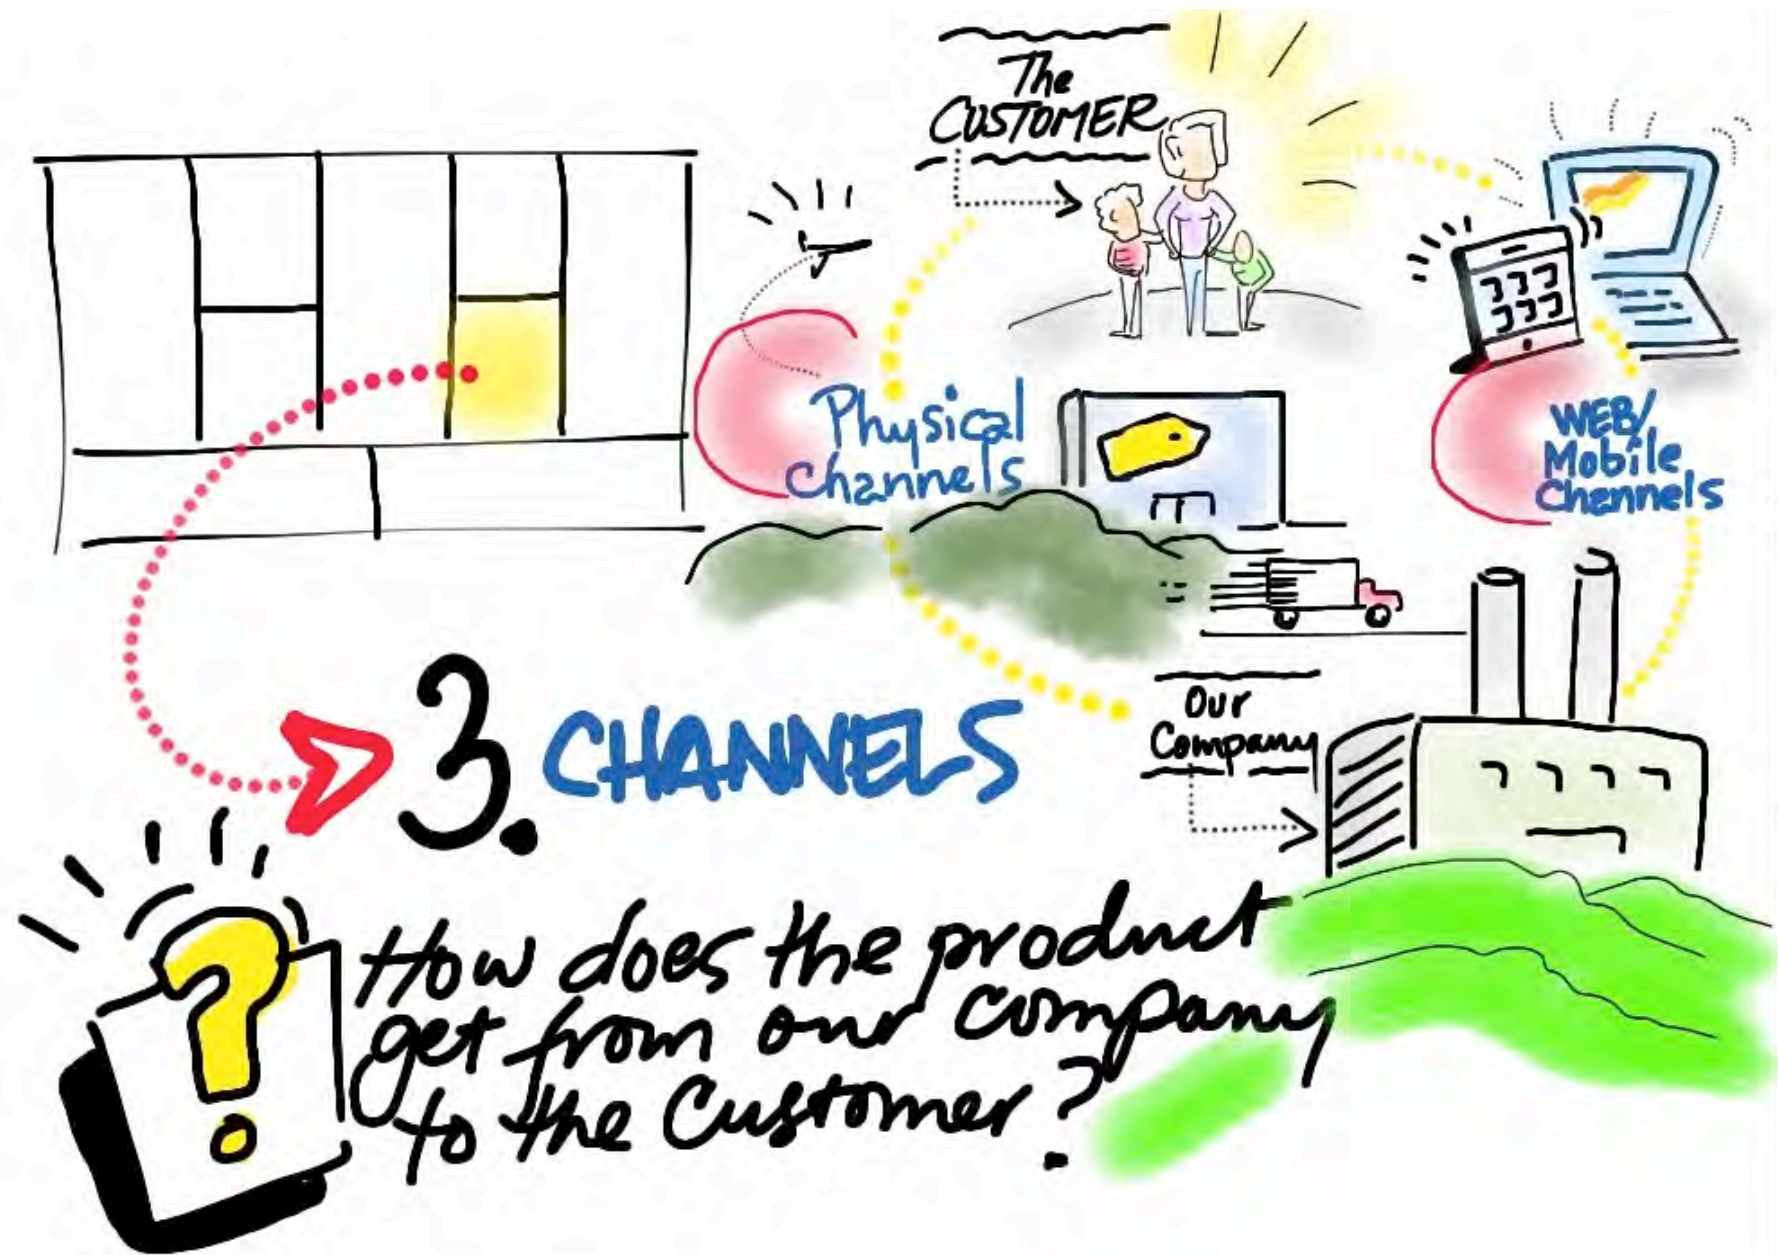 The
CUSTOMER
Physical
Channels
WEB/
Mobile
Channels
Our
Company
3. CHANNELS
How does the product
get from our company
to the Customer?